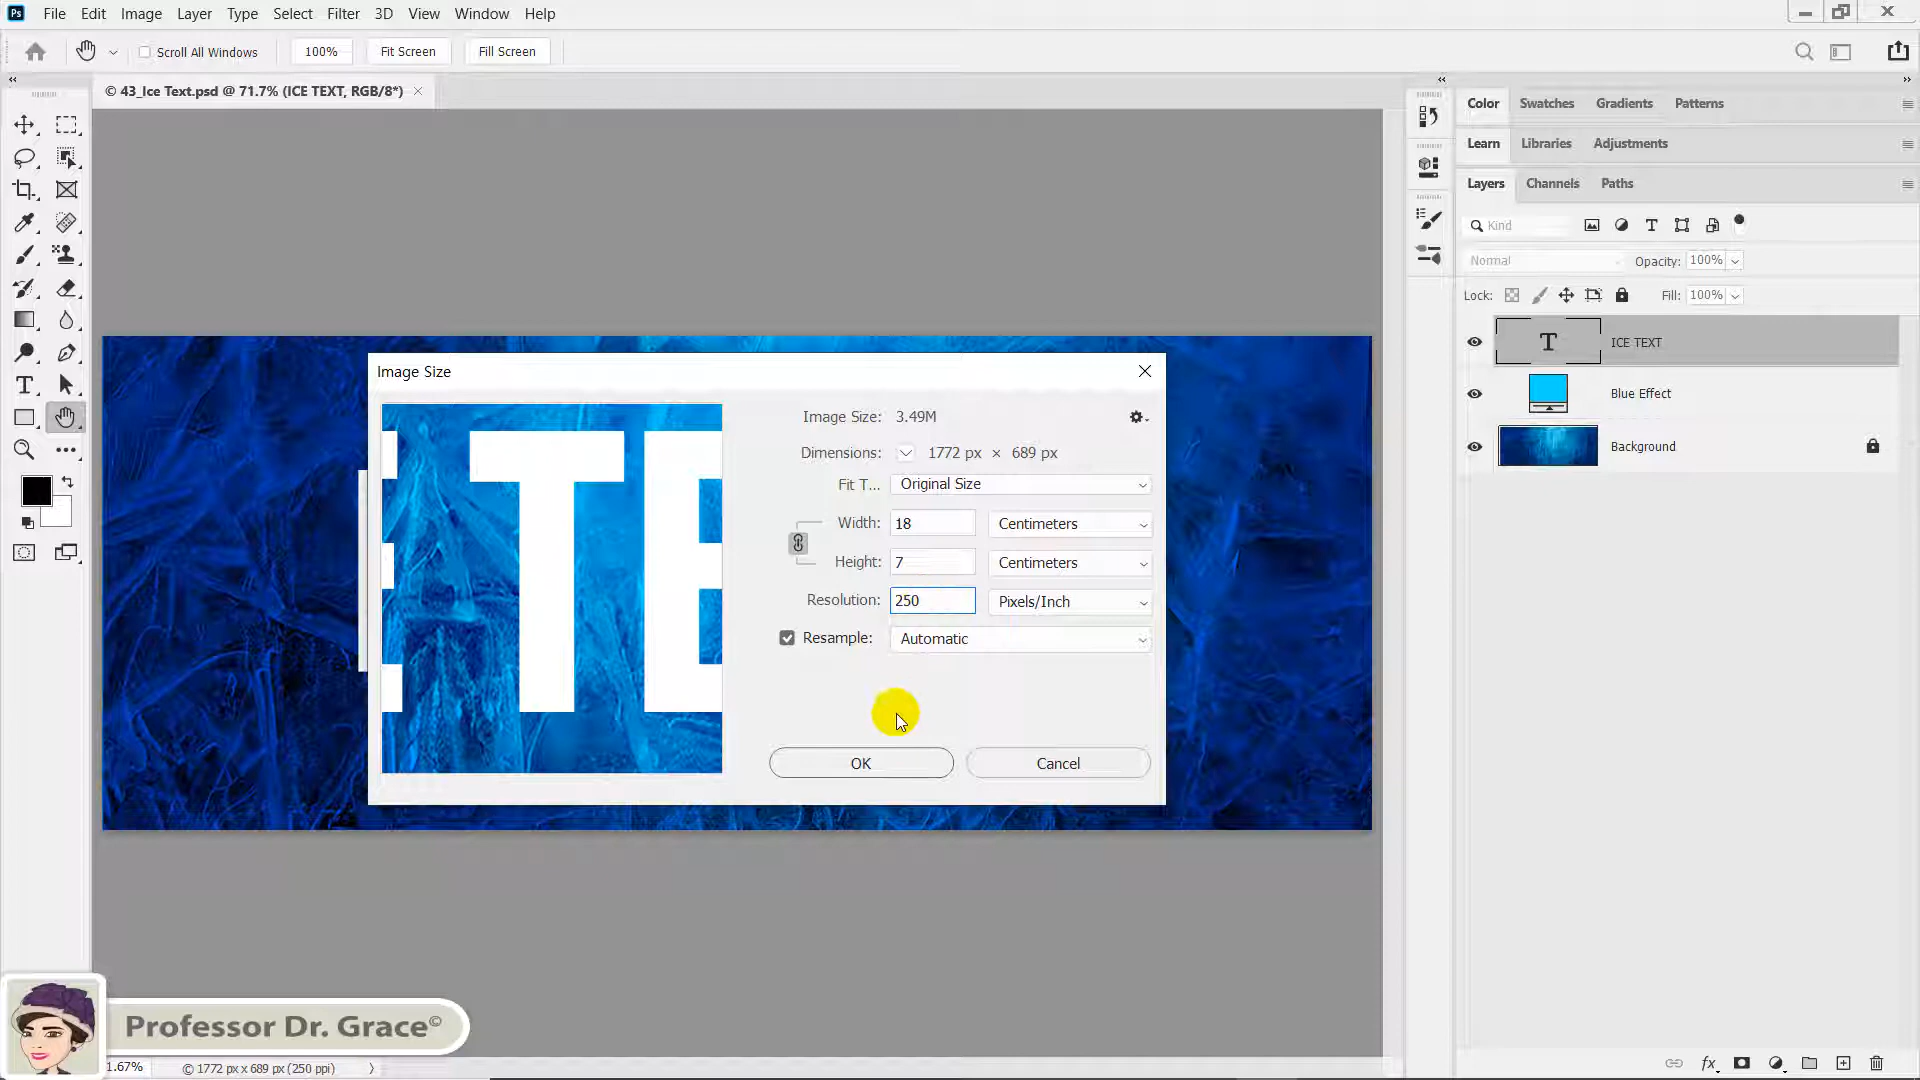 Ps File Edit Image Layer Type Select Filter 3D View Window Help
Scroll All Windows 100% Fit Screen Fill Screen
© 43_Ice Text.psd @ 71.7% (ICE TEXT, RGB/8*)
Color Swatches Gradients Patterns
Learn Libraries Adjustments
Layers Channels Paths
Kind
Normal Opacity: 100%
Lock: Fill: 100%
T ICE TEXT
Blue Effect
Background
Image Size
E TE
Image Size: 3.49M
Dimensions: 1772 px × 689 px
Fit T... Original Size
Width: 18 Centimeters
Height: 7 Centimeters
Resolution: 250 Pixels/Inch
Resample: Automatic
OK Cancel
Professor Dr. Grace©
1.67% © 1772 px x 689 px (250 ppi)
fx